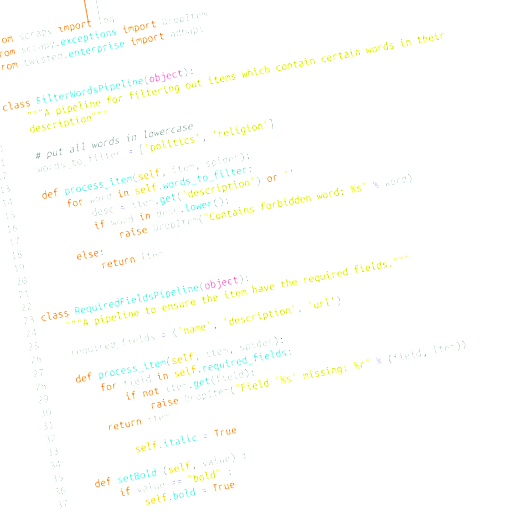 from scrapy import log
from scrapy.exceptions import DropItem
from twisted.enterprise import adbapi
class FilterWordsPipeline(object):
"""A pipeline for filtering out items which contain certain words in their
description"""
# put all words in lowercase
words_to_filter = ['politics', 'religion']
def process_item(self, item, spider):
for word in self.words_to_filter:
desc = item.get('description') or ''
if word in desc.lower():
raise DropItem("Contains forbidden word: %s" % word)
else:
return item
class RequiredFieldsPipeline(object):
"""A pipeline to ensure the item have the required fields."""
required_fields = ('name', 'description', 'url')
def process_item(self, item, spider):
for field in self.required_fields:
if not item.get(field):
raise DropItem("Field '%s' missing: %r" % (field, item))
return item
self.italic = True
def setBold (self, value) :
if value == "bold" :
self.bold = True